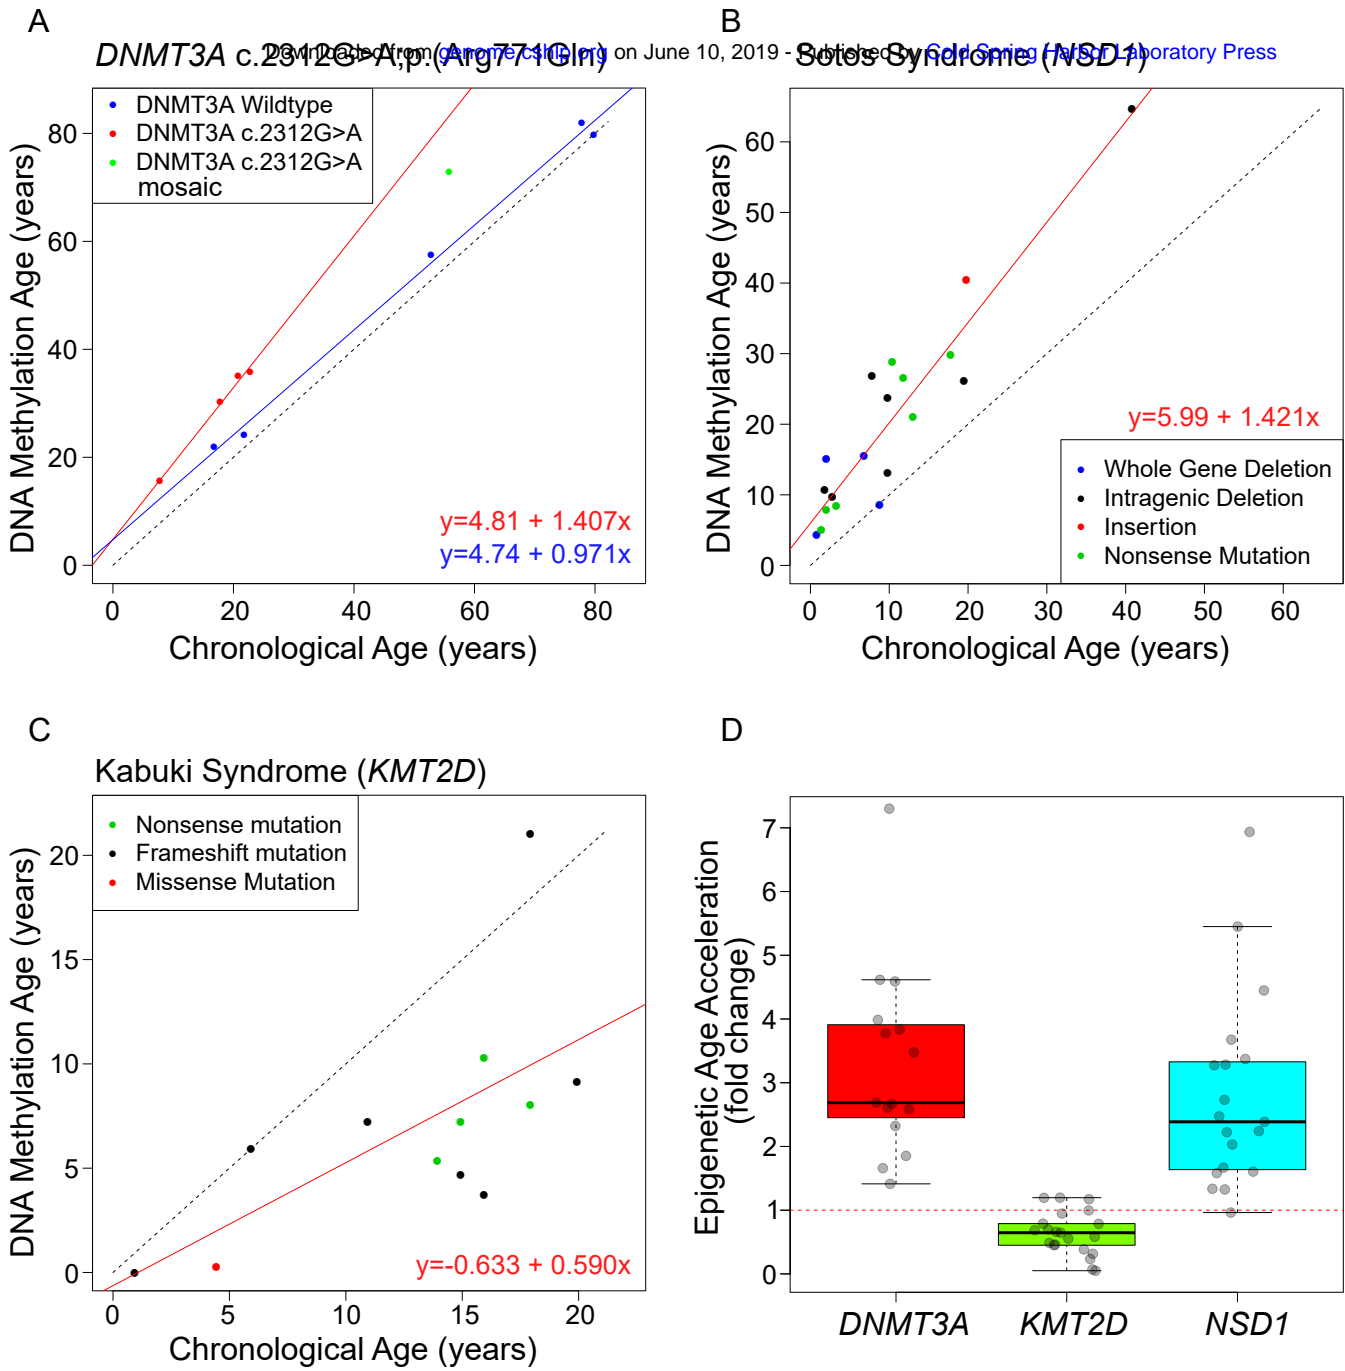 A
B
Downloaded from genome.cshlp.org on June 10, 2019 - Published by Cold Spring Harbor Laboratory Press
DNMT3A c.2312G>A;p.(Arg771Gln)
DNMT3A Wildtype
DNMT3A c.2312G>A
DNMT3A c.2312G>A
mosaic
DNA Methylation Age (years)
80
60
40
20
0
y=4.81 + 1.407x
y=4.74 + 0.971x
0 20 40 60 80
Chronological Age (years)
Sotos Syndrome (NSD1)
DNA Methylation Age (years)
60
50
40
30
20
10
0
y=5.99 + 1.421x
Whole Gene Deletion
Intragenic Deletion
Insertion
Nonsense Mutation
0 10 20 30 40 50 60
Chronological Age (years)
C
Kabuki Syndrome (KMT2D)
Nonsense mutation
Frameshift mutation
Missense Mutation
DNA Methylation Age (years)
20
15
10
5
0
y=-0.633 + 0.590x
0 5 10 15 20
Chronological Age (years)
D
Epigenetic Age Acceleration
(fold change)
7
6
5
4
3
2
1
0
DNMT3A KMT2D NSD1